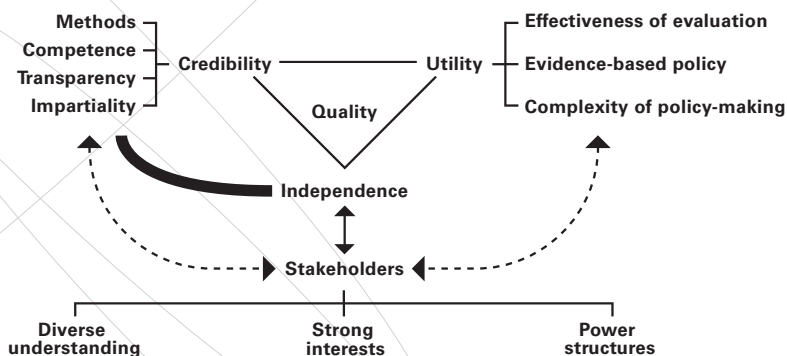 Methods
Competence
Transparency
Impartiality
Credibility
Utility
Effectiveness of evaluation
Evidence-based policy
Complexity of policy-making
Quality
Independence
Stakeholders
Diverse
understanding
Strong
interests
Power
structures